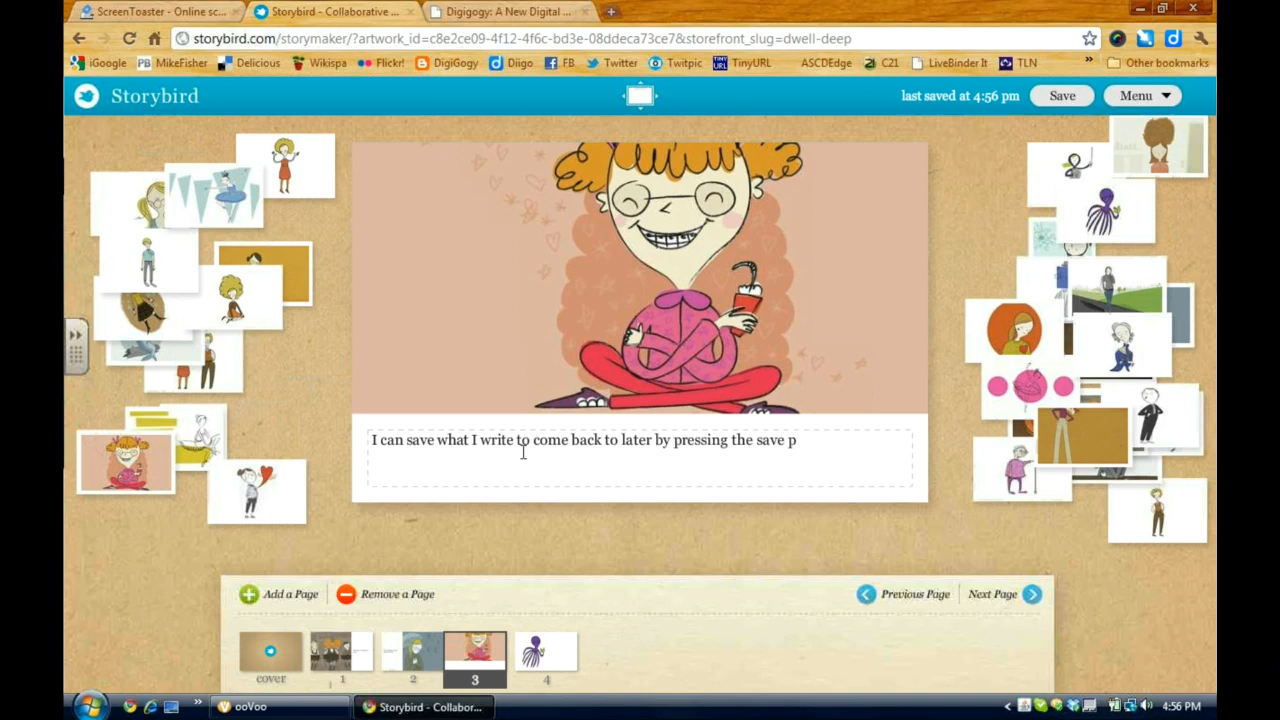 ScreenToaster - Online sc...
Storybird - Collaborative ...
Digigogy: A New Digital ...
storybird.com/storymaker/?artwork_id=c8e2ce09-4f12-4f6c-bd3e-08ddeca73ce7&storefront_slug=dwell-deep
iGoogle
PB MikeFisher
Delicious
Wikispa
Flickr!
DigiGogy
Diigo
FB
Twitter
Twitpic
TINY URL TinyURL
ASCDEdge
C21
LiveBinder It
TLN
»
Other bookmarks
Storybird
last saved at 4:56 pm
Save
Menu
I can save what I write to come back to later by pressing the save p
Add a Page
Remove a Page
Previous Page
Next Page
cover
1
2
3
4
ooVoo
Storybird - Collabor...
4:56 PM